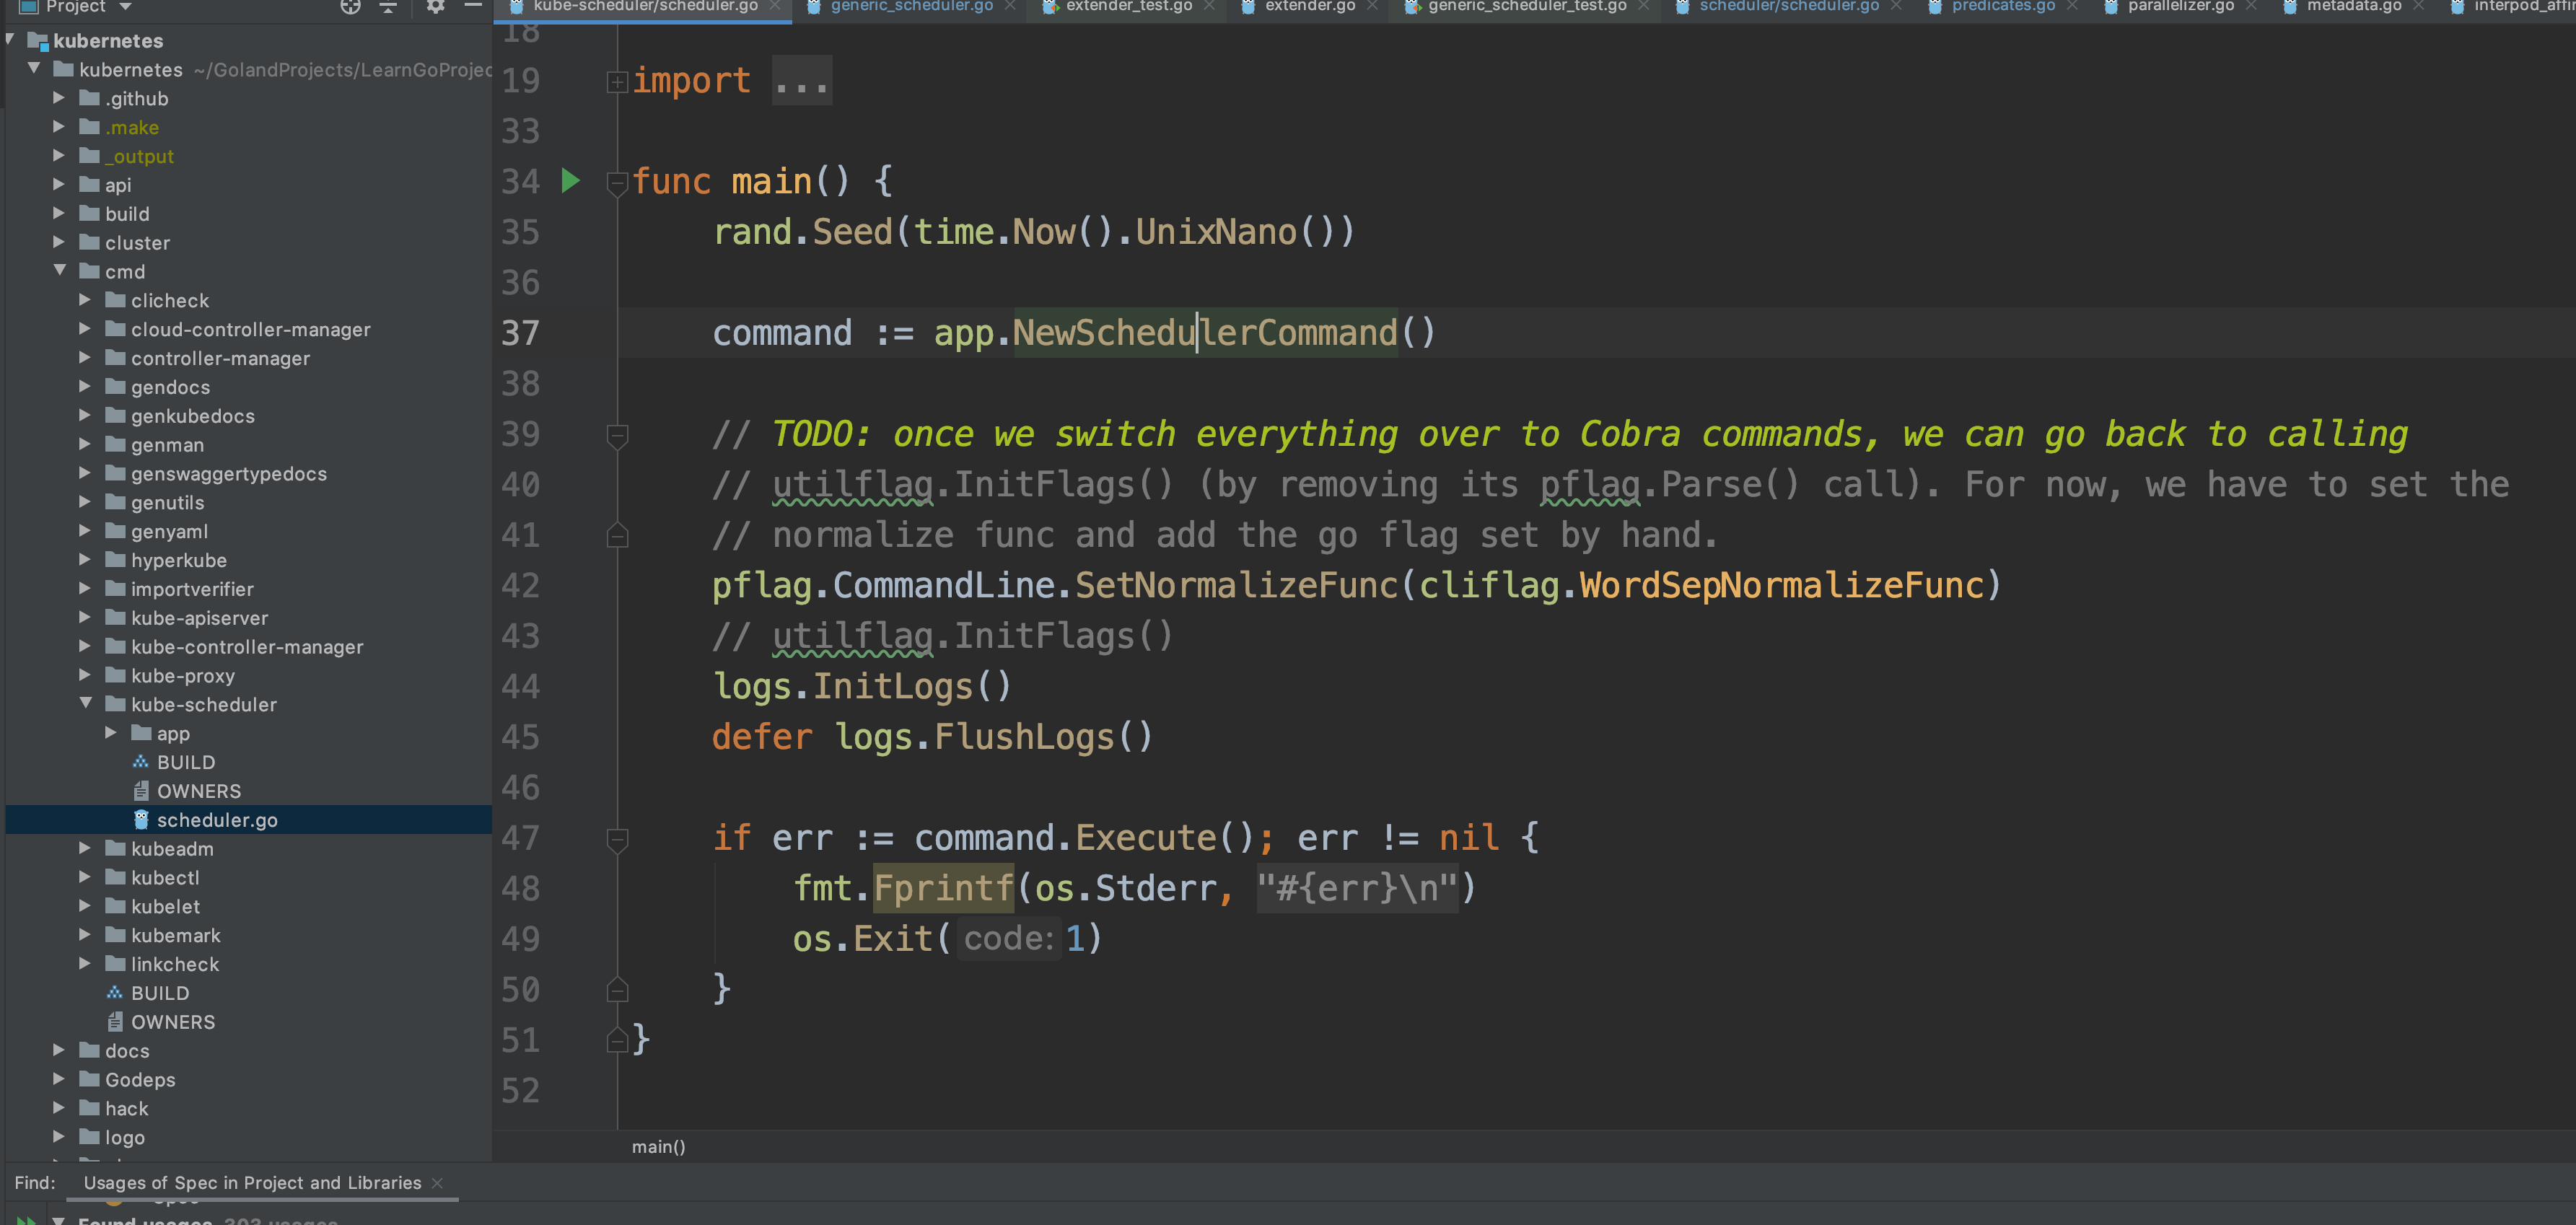 Project
kube-scheduler/scheduler.go
generic_scheduler.go
extender_test.go
extender.go
generic_scheduler_test.go
scheduler/scheduler.go
predicates.go
parallelizer.go
metadata.go
kubernetes
kubernetes ~/GolandProjects/LearnGoProjec
.github
.make
_output
api
build
cluster
cmd
clicheck
cloud-controller-manager
controller-manager
gendocs
genkubedocs
genman
genswaggertypedocs
genutils
genyaml
hyperkube
importverifier
kube-apiserver
kube-controller-manager
kube-proxy
kube-scheduler
app
BUILD
OWNERS
scheduler.go
kubeadm
kubectl
kubelet
kubemark
linkcheck
BUILD
OWNERS
docs
Godeps
hack
logo
18
19 import ...
33
34 func main() {
35 rand.Seed(time.Now().UnixNano())
36
37 command := app.NewSchedulerCommand()
38
39 // TODO: once we switch everything over to Cobra commands, we can go back to calling
40 // utilflag.InitFlags() (by removing its pflag.Parse() call). For now, we have to set the
41 // normalize func and add the go flag set by hand.
42 pflag.CommandLine.SetNormalizeFunc(cliflag.WordSepNormalizeFunc)
43 // utilflag.InitFlags()
44 logs.InitLogs()
45 defer logs.FlushLogs()
46
47 if err := command.Execute(); err != nil {
48 fmt.Fprintf(os.Stderr, "#{err}\n")
49 os.Exit( code: 1)
50 }
51 }
52
main()
Find: Usages of Spec in Project and Libraries
Found usages 303 usages